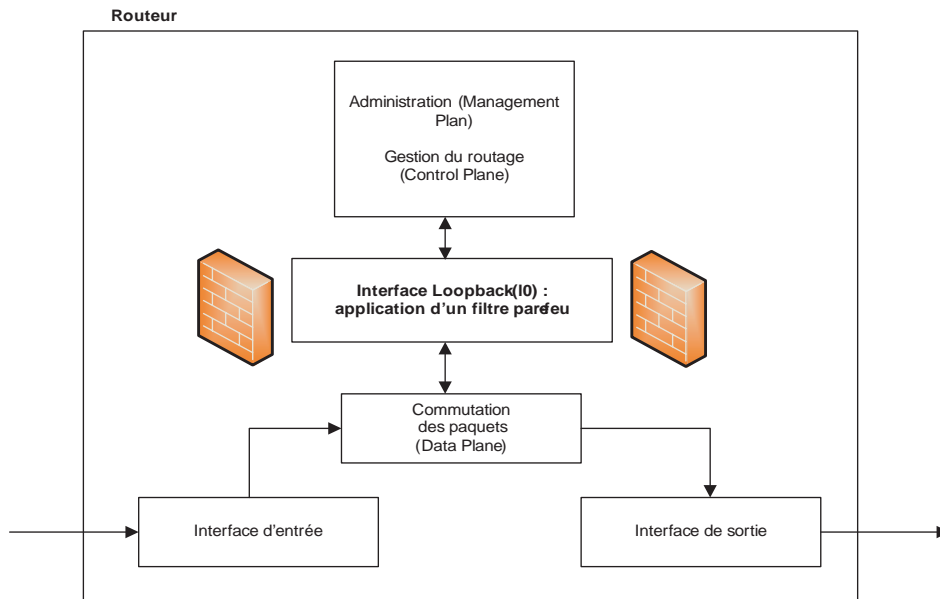 Routeur
Administration (Management
Plan)
Gestion du routage
(Control Plane)
Interface Loopback(l0) :
application d'un filtre parefeu
Commutation
des paquets
(Data Plane)
Interface d'entrée
Interface de sortie